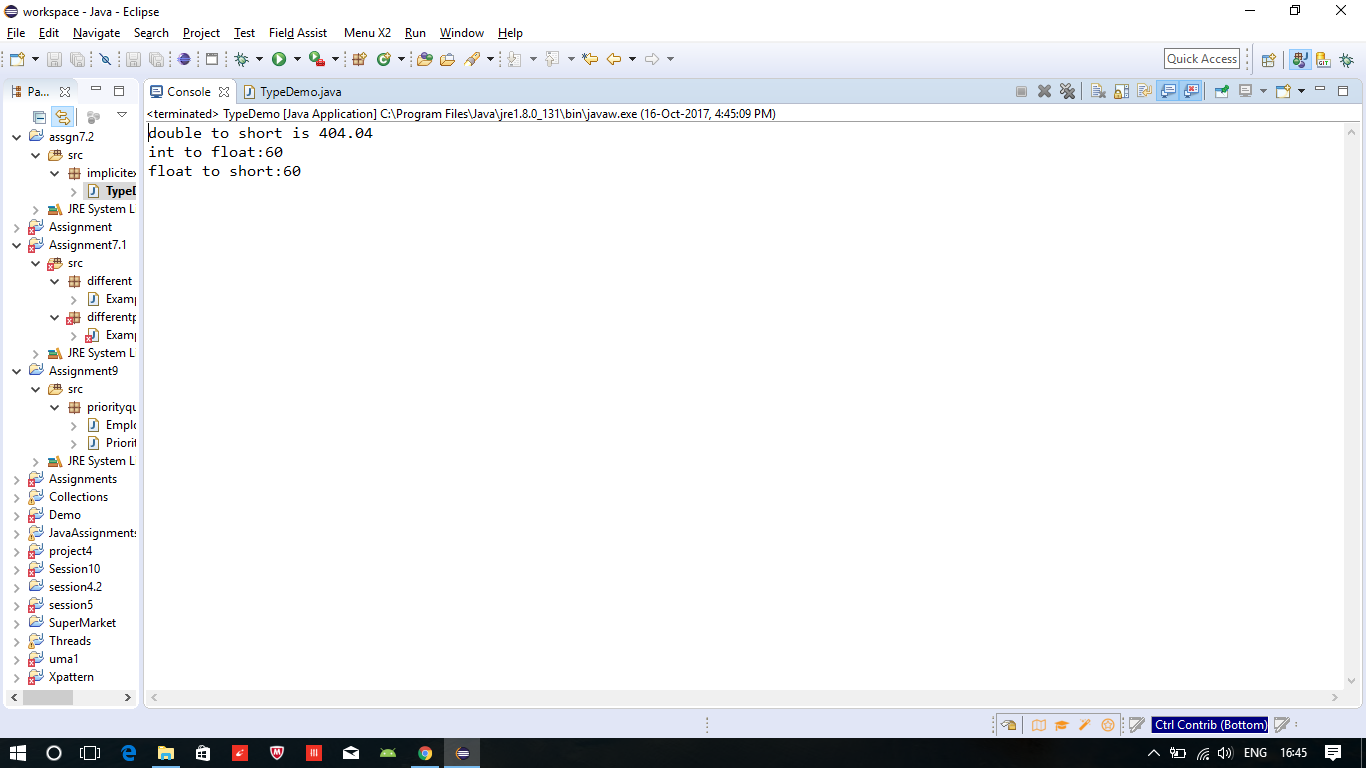 workspace - Java - Eclipse
File Edit Navigate Search Project Test Field Assist Menu X2 Run Window Help
Quick Access
Pa...
Console TypeDemo.java
<terminated> TypeDemo [Java Application] C:\Program Files\Java\jre1.8.0_131\bin\javaw.exe (16-Oct-2017, 4:45:09 PM)
double to short is 404.04
int to float:60
float to short:60
assgn7.2
src
implicitex
TypeD
JRE System L
Assignment
Assignment7.1
src
different
Examp
differentp
Examp
JRE System L
Assignment9
src
priorityqu
Emplo
Priorit
JRE System L
Assignments
Collections
Demo
JavaAssignments
project4
Session10
session4.2
session5
SuperMarket
Threads
uma1
Xpattern
Ctrl Contrib (Bottom)
ENG 16:45